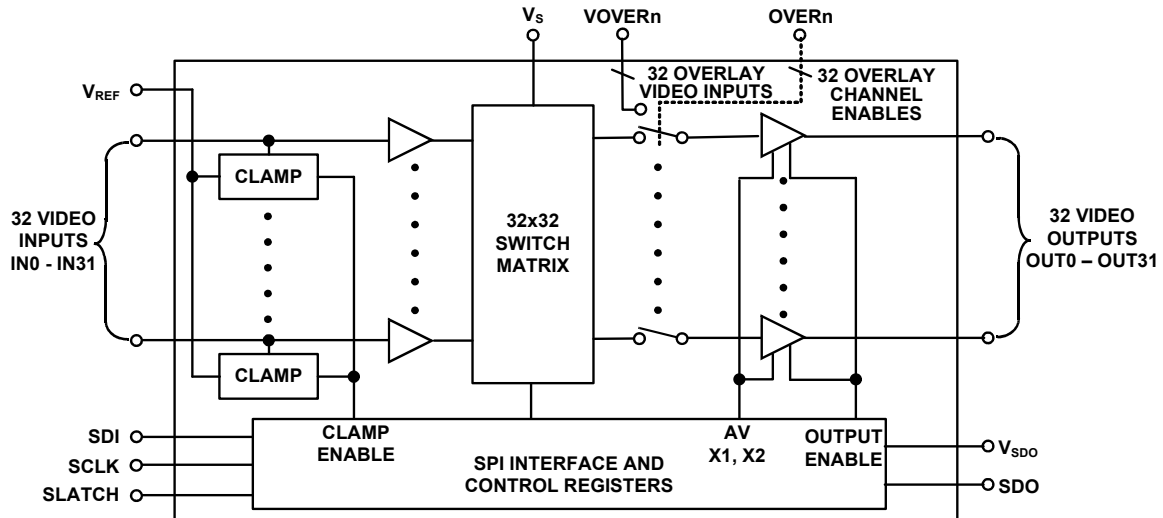 VS
VOVERn
OVERn
32 OVERLAY
VIDEO INPUTS
32 OVERLAY
CHANNEL
ENABLES
VREF
CLAMP
32 VIDEO
INPUTS
IN0 - IN31
32x32
SWITCH
MATRIX
32 VIDEO
OUTPUTS
OUT0 – OUT31
CLAMP
SDI
SCLK
SLATCH
CLAMP
ENABLE
AV
X1, X2
OUTPUT
ENABLE
SPI INTERFACE AND
CONTROL REGISTERS
VSDO
SDO